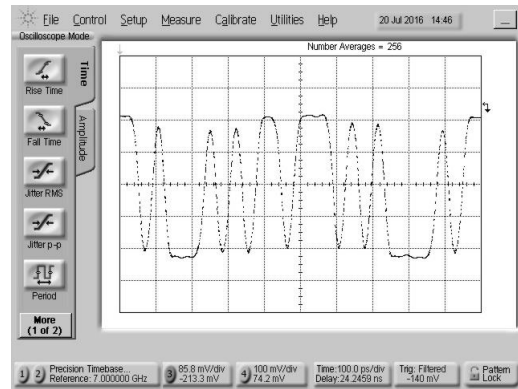 File Control Setup Measure Calibrate Utilities Help 20 Jul 2016 14:46
Oscilloscope Mode
Number Averages = 256
Time
Rise Time
Amplitude
Fall Time
Jitter RMS
Jitter p-p
Period
More
(1 of 2)
1 2 Precision Timebase... 3 85.8 mV/div 4 100 mV/div Time:100.0 ps/div Trig: Filtered Pattern
Reference: 7.000000 GHz -213.3 mV 74.2 mV Delay:24.2459 ns -140 mV Lock